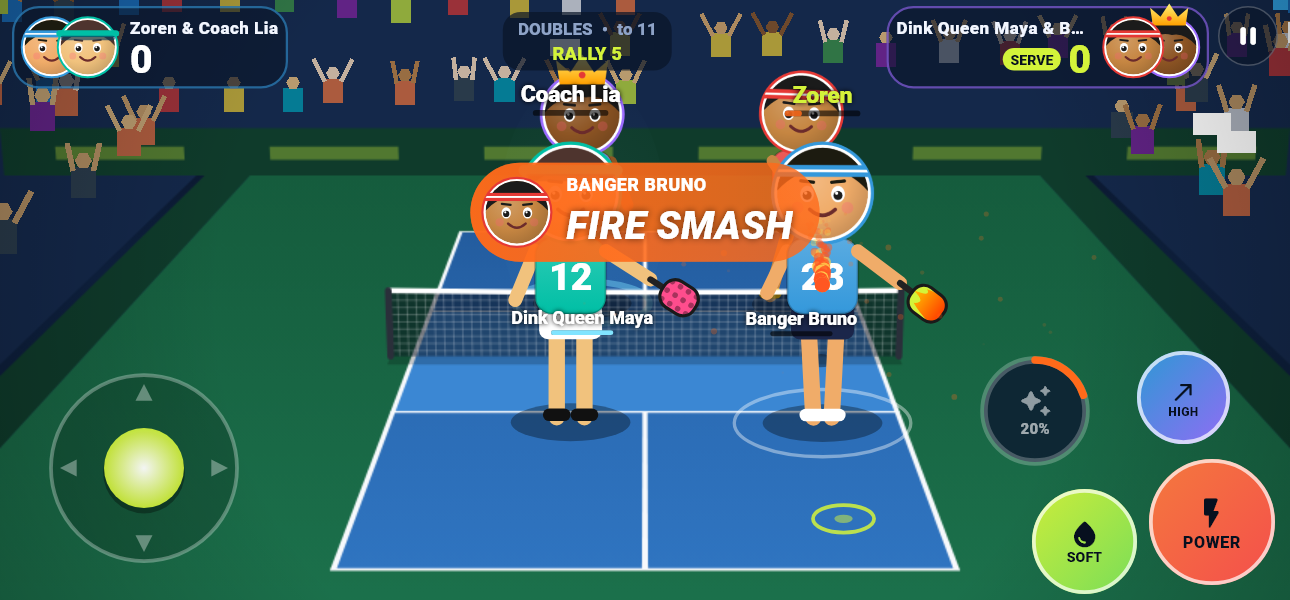 Zoren & Coach Lia
0
DOUBLES • to 11
RALLY 5
Dink Queen Maya & B...
SERVE 0
Coach Lia
Zoren
BANGER BRUNO
FIRE SMASH
12
23
Dink Queen Maya
Banger Bruno
20%
HIGH
SOFT
POWER